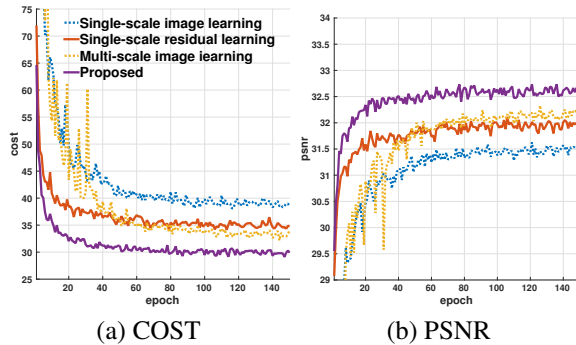 75
70
65
60
55
50
45
40
35
30
25
cost
Single-scale image learning
Single-scale residual learning
Multi-scale image iearning
Proposed
20 40 60 80 100 120 140
epoch
(a) COST
34
33.5
33
32.5
32
31.5
31
30.5
30
29.5
29
psnr
20 40 60 80 100 120 140
epoch
(b) PSNR